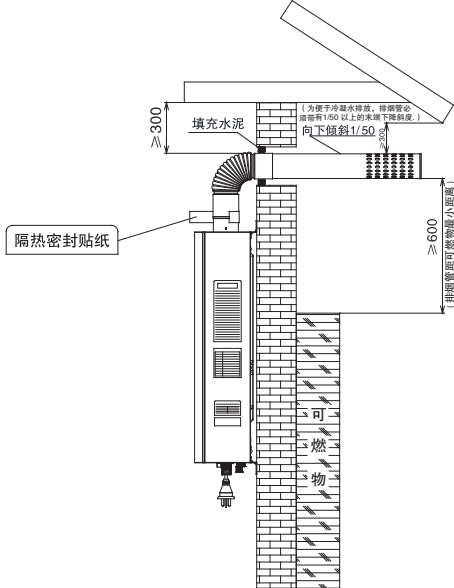 (为便于冷凝水排放，排烟管必
须带有1/50以上的末端下降斜度.)
≥300
填充水泥
向下倾斜1/50
≥300
隔热密封贴纸
≥600
(排烟管距可燃物最小距离)
可
燃
物